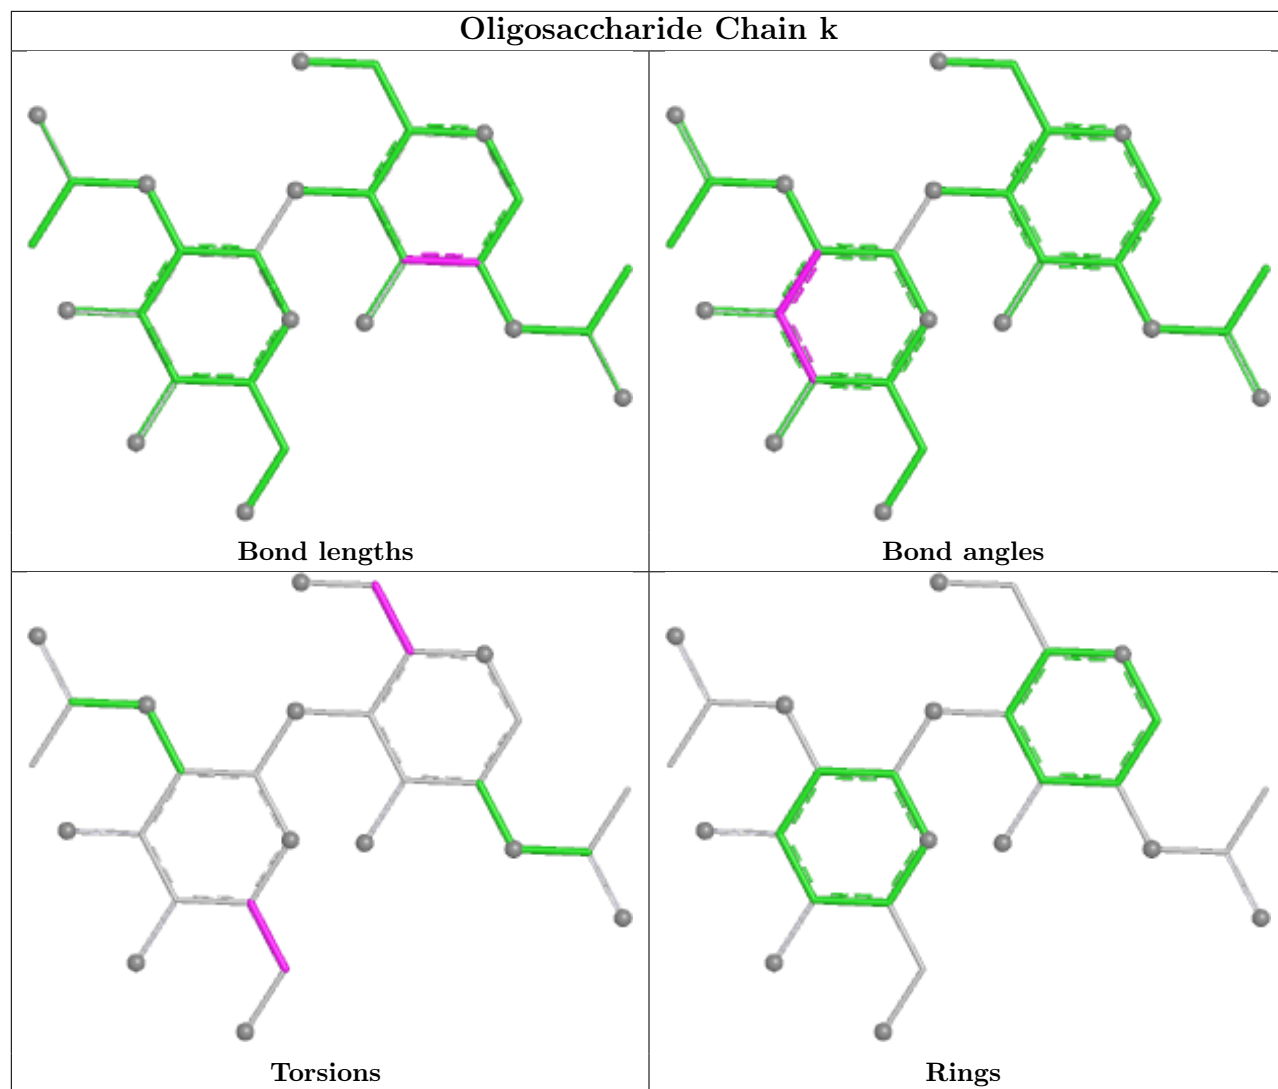 Oligosaccharide Chain k
Bond lengths
Bond angles
Torsions
Rings